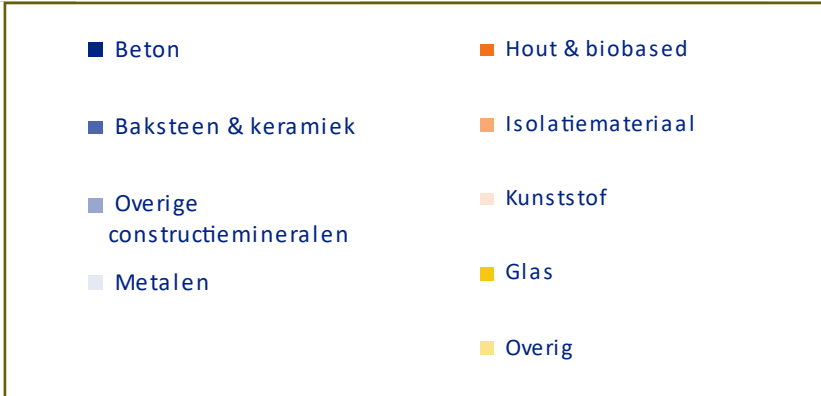 Beton
Baksteen & keramiek
Overige
constructiemineralen
Metalen
Hout & biobased
Isolatiemateriaal
Kunststof
Glas
Overig